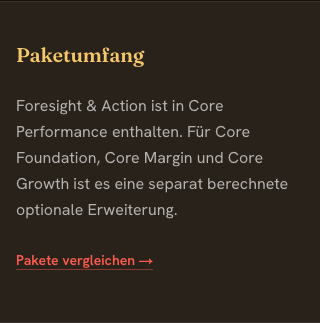 Paketumfang
Foresight & Action ist in Core
Performance enthalten. Für Core
Foundation, Core Margin und Core
Growth ist es eine separat berechnete
optionale Erweiterung.
Pakete vergleichen →